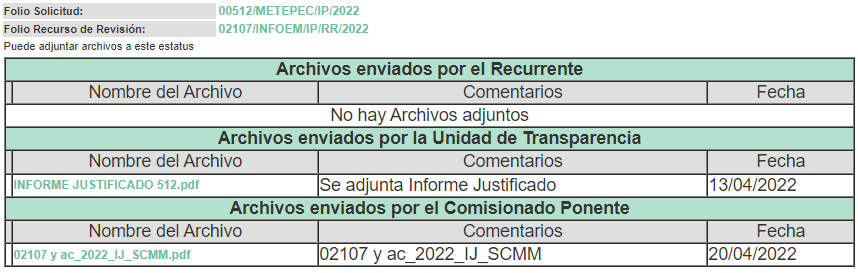 Folio Solicitud: 00512/METEPEC/IP/2022
Folio Recurso de Revisión: 02107/INFOEM/IP/RR/2022
Puede adjuntar archivos a este estatus
Archivos enviados por el Recurrente
Nombre del Archivo Comentarios Fecha
No hay Archivos adjuntos
Archivos enviados por la Unidad de Transparencia
Nombre del Archivo Comentarios Fecha
INFORME JUSTIFICADO 512.pdf Se adjunta Informe Justificado 13/04/2022
Archivos enviados por el Comisionado Ponente
Nombre del Archivo Comentarios Fecha
02107 y ac_2022_IJ_SCMM.pdf 02107 y ac_2022_IJ_SCMM 20/04/2022